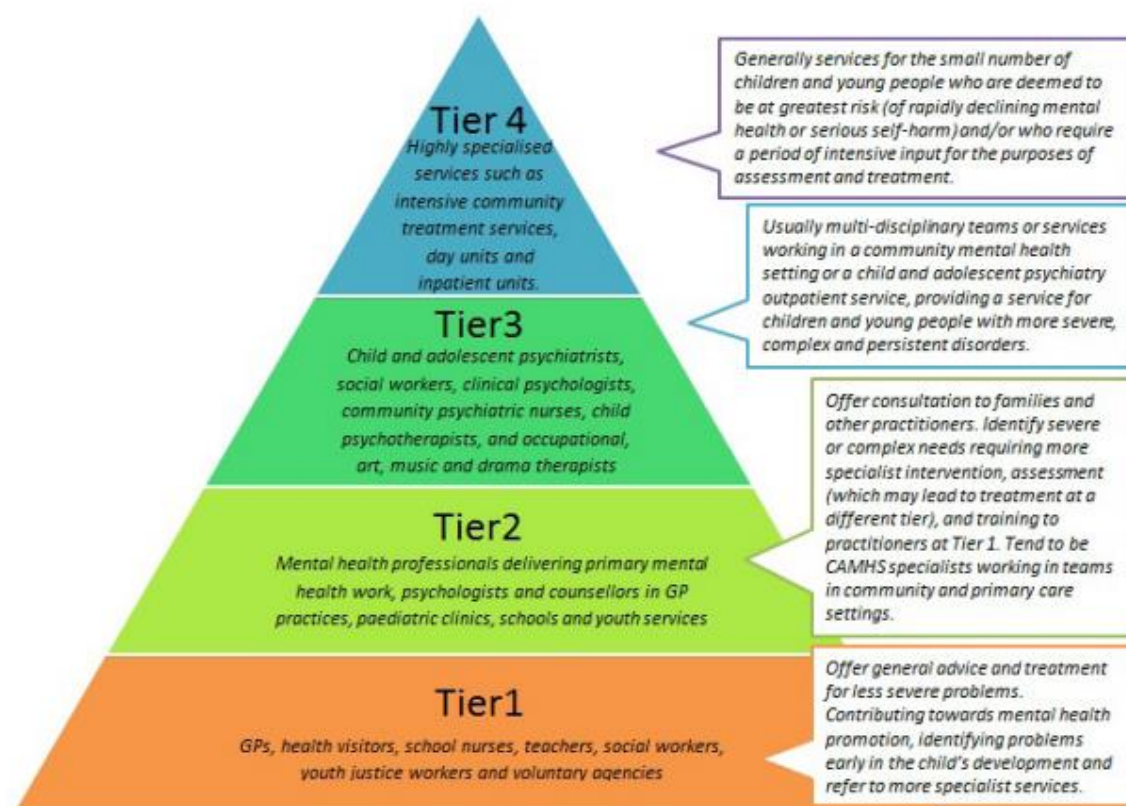 Tier 4
Highly specialised
services such as
intensive community
treatment services,
day units and
inpatient units.
Generally services for the small number of
children and young people who are deemed to
be at greatest risk (of rapidly declining mental
health or serious self-harm) and/or who require
a period of intensive input for the purposes of
assessment and treatment.
Tier3
Child and adolescent psychiatrists,
social workers, clinical psychologists,
community psychiatric nurses, child
psychotherapists, and occupational,
art, music and drama therapists
Usually multi-disciplinary teams or services
working in a community mental health
setting or a child and adolescent psychiatry
outpatient service, providing a service for
children and young people with more severe,
complex and persistent disorders.
Tier2
Mental health professionals delivering primary mental
health work, psychologists and counsellors in GP
practices, paediatric clinics, schools and youth services
Offer consultation to families and
other practitioners. Identify severe
or complex needs requiring more
specialist intervention, assessment
(which may lead to treatment at a
different tier), and training to
practitioners at Tier 1. Tend to be
CAMHS specialists working in teams
in community and primary care
settings.
Tier1
GPs, health visitors, school nurses, teachers, social workers,
youth justice workers and voluntary agencies
Offer general advice and treatment
for less severe problems.
Contributing towards mental health
promotion, identifying problems
early in the child's development and
refer to more specialist services.